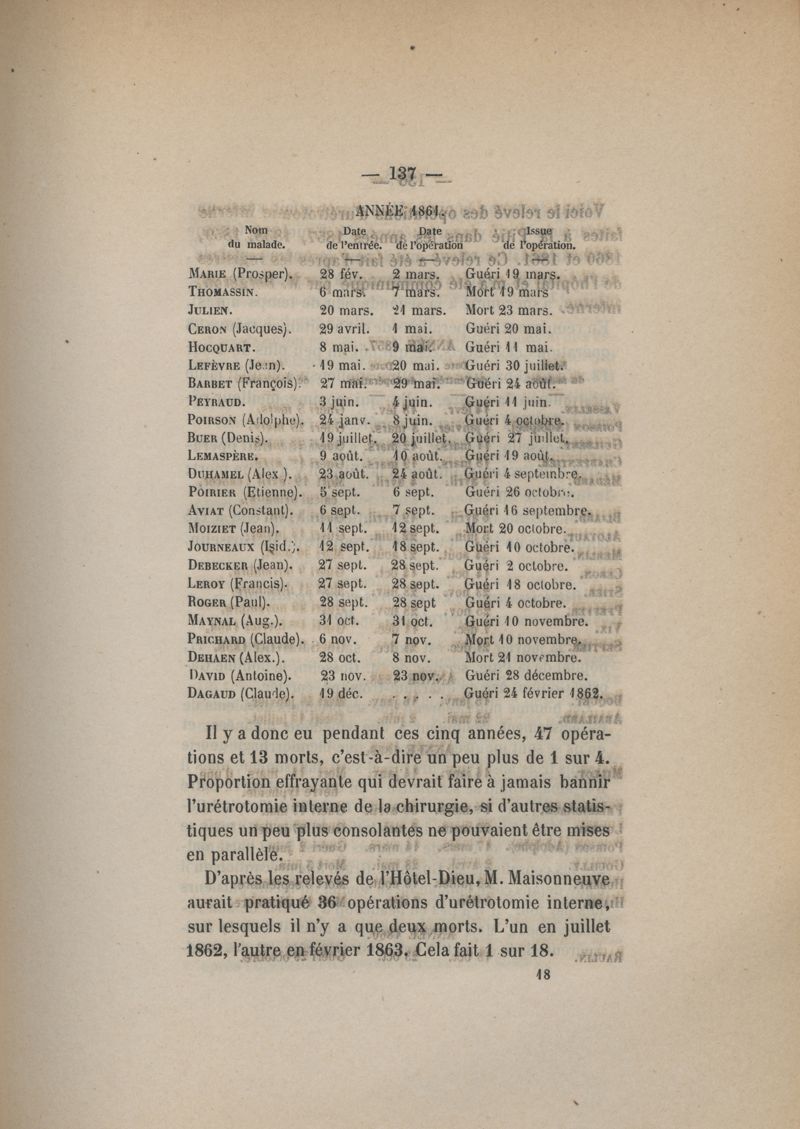 — 137 —
ANNÉE 1861.
Nom Date Date Issue
du malade. de l'entrée. de l'opération de l'opération.
MARIE (Prosper). 28 fév. 2 mars. Guéri 19 mars.
THOMASSIN. 6 mars. 7 mars. Mort 19 mars
JULIEN. 20 mars. 21 mars. Mort 23 mars.
CERON (Jacques). 29 avril. 1 mai. Guéri 20 mai.
HOCQUART. 8 mai. 9 mai. Guéri 11 mai.
LEFÈVRE (Jean). 19 mai. 20 mai. Guéri 30 juillet.
BARBET (François). 27 mai. 29 mai. Guéri 24 août.
PEYRAUD. 3 juin. 4 juin. Guéri 11 juin.
POIRSON (Adolphe). 24 janv. 8 juin. Guéri 4 octobre.
BUER (Denis). 19 juillet. 20 juillet. Guéri 27 juillet.
LEMASPÈRE. 9 août. 10 août. Guéri 19 août.
DUHAMEL (Alex ). 23 août. 24 août. Guéri 4 septembre.
POIRIER (Etienne). 5 sept. 6 sept. Guéri 26 octobre.
AVIAT (Constant). 6 sept. 7 sept. Guéri 16 septembre.
MOIZIET (Jean). 11 sept. 12 sept. Mort 20 octobre.
JOURNEAUX (Isid.). 12 sept. 18 sept. Guéri 10 octobre.
DEBECKER (Jean). 27 sept. 28 sept. Guéri 2 octobre.
LEROY (Francis). 27 sept. 28 sept. Guéri 18 octobre.
ROGER (Paul). 28 sept. 28 sept Guéri 4 octobre.
MAYNAL (Aug.). 31 oct. 31 oct. Guéri 10 novembre.
PRICHARD (Claude). 6 nov. 7 nov. Mort 10 novembre.
DEHAEN (Alex.). 28 oct. 8 nov. Mort 21 novembre.
DAVID (Antoine). 23 nov. 23 nov. Guéri 28 décembre.
DAGAUD (Claude). 19 déc. . . . . . Guéri 24 février 1862.
Il y a donc eu pendant ces cinq années, 47 opéra-
tions et 13 morts, c'est-à-dire un peu plus de 1 sur 4.
Proportion effrayante qui devrait faire à jamais bannir
l'urétrotomie interne de la chirurgie, si d'autres statis-
tiques un peu plus consolantes ne pouvaient être mises
en parallèle.
D'après les relevés de l'Hôtel-Dieu, M. Maisonneuve
aurait pratiqué 36 opérations d'urétrotomie interne,
sur lesquels il n'y a que deux morts. L'un en juillet
1862, l'autre en février 1863. Cela fait 1 sur 18.
18